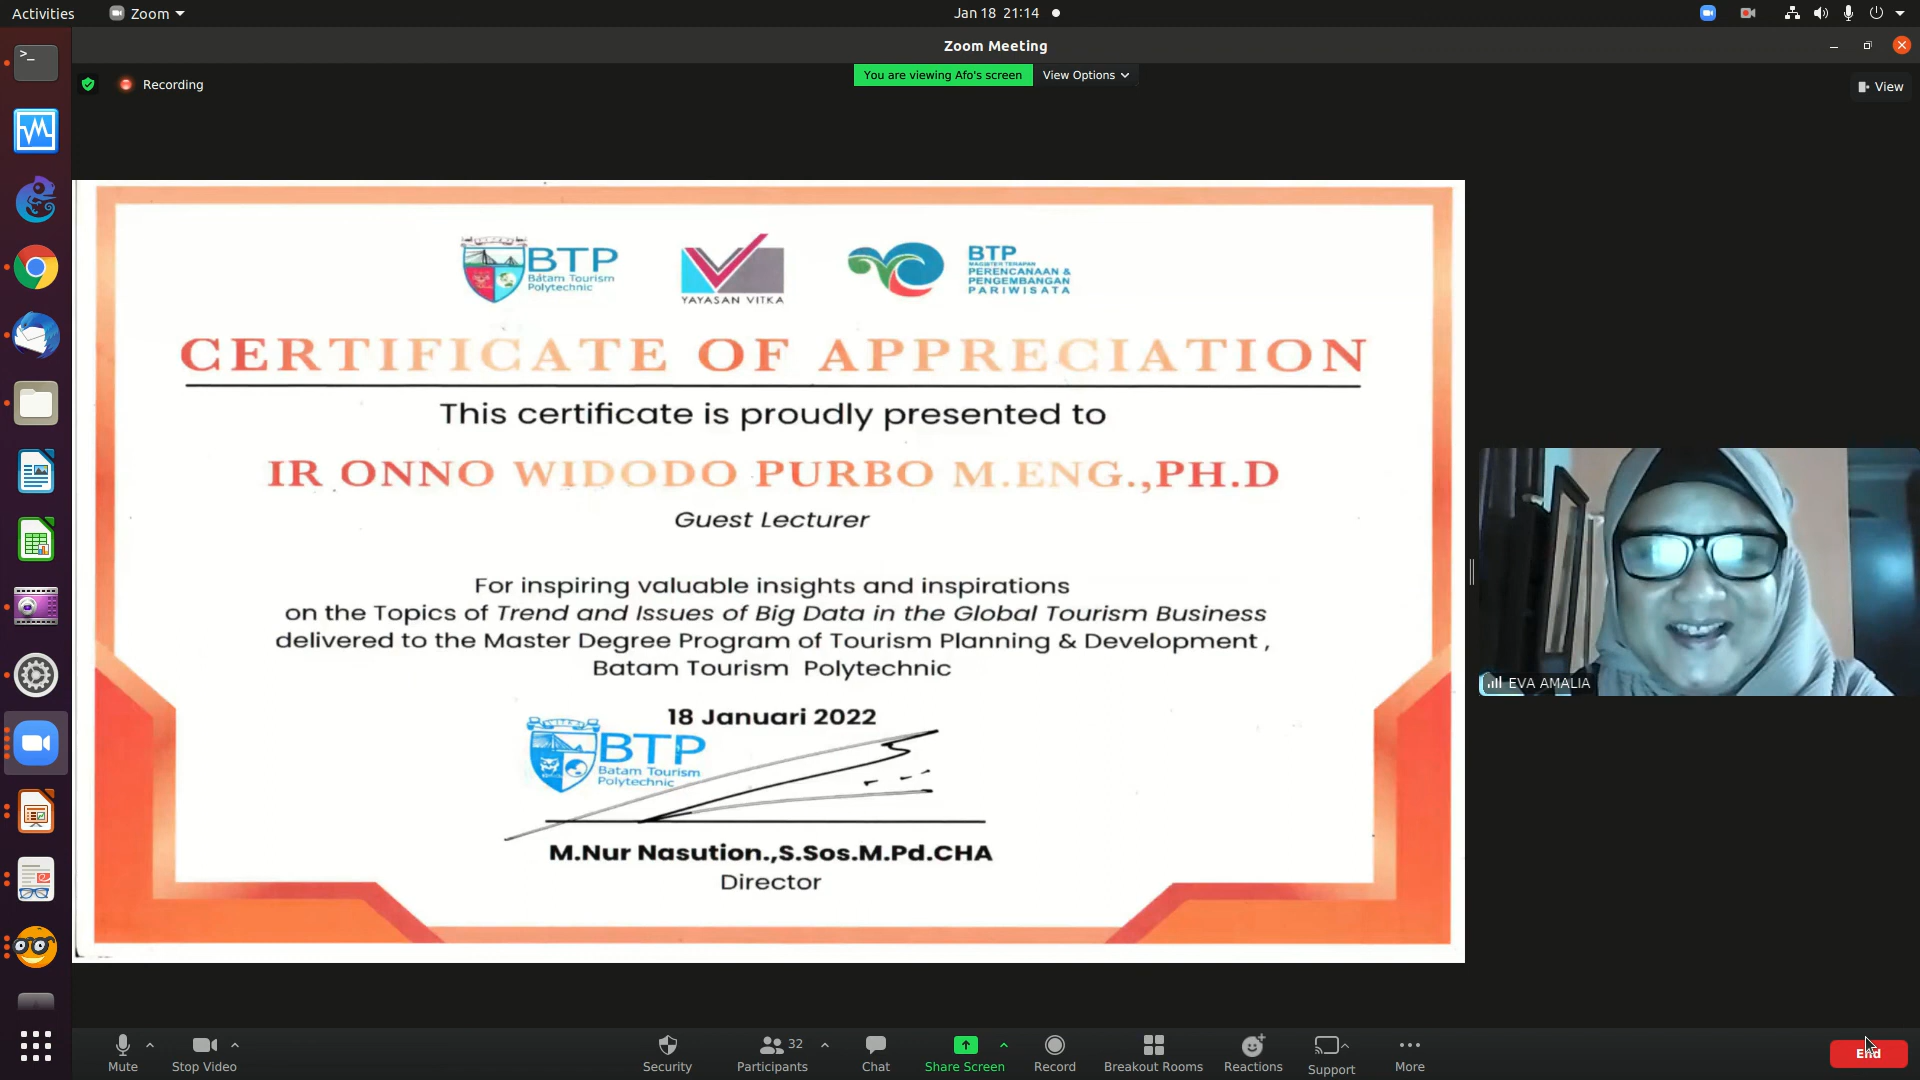 Activities
Zoom
Jan 18 21:14
Zoom Meeting
Recording
You are viewing Afo's screen
View Options
View
BTP
Batam Tourism
Polytechnic
YAYASAN VITKA
BTP
MAGISTER TERAPAN
PERENCANAAN &
PENGEMBANGAN
PARIWISATA
CERTIFICATE OF APPRECIATION
This certificate is proudly presented to
IR ONNO WIDODO PURBO M.ENG.,PH.D
Guest Lecturer
For inspiring valuable insights and inspirations
on the Topics of Trend and Issues of Big Data in the Global Tourism Business
delivered to the Master Degree Program of Tourism Planning & Development ,
Batam Tourism Polytechnic
18 Januari 2022
BTP
Batam Tourism
Polytechnic
M.Nur Nasution.,S.Sos.M.Pd.CHA
Director
EVA AMALIA
Mute
Stop Video
Security
32
Participants
Chat
Share Screen
Record
Breakout Rooms
Reactions
Support
More
End